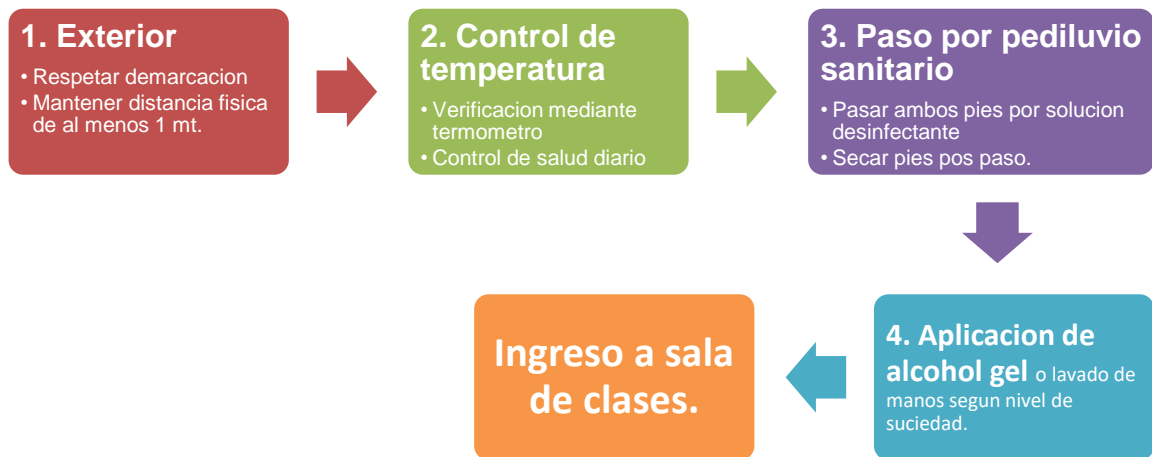 1. Exterior
• Respetar demarcacion
• Mantener distancia fisica
de al menos 1 mt.
2. Control de
temperatura
• Verificacion mediante
termometro
• Control de salud diario
3. Paso por pediluvio
sanitario
• Pasar ambos pies por solucion
desinfectante
• Secar pies pos paso.
4. Aplicacion de
alcohol gel o lavado de
manos segun nivel de
suciedad.
Ingreso a sala
de clases.